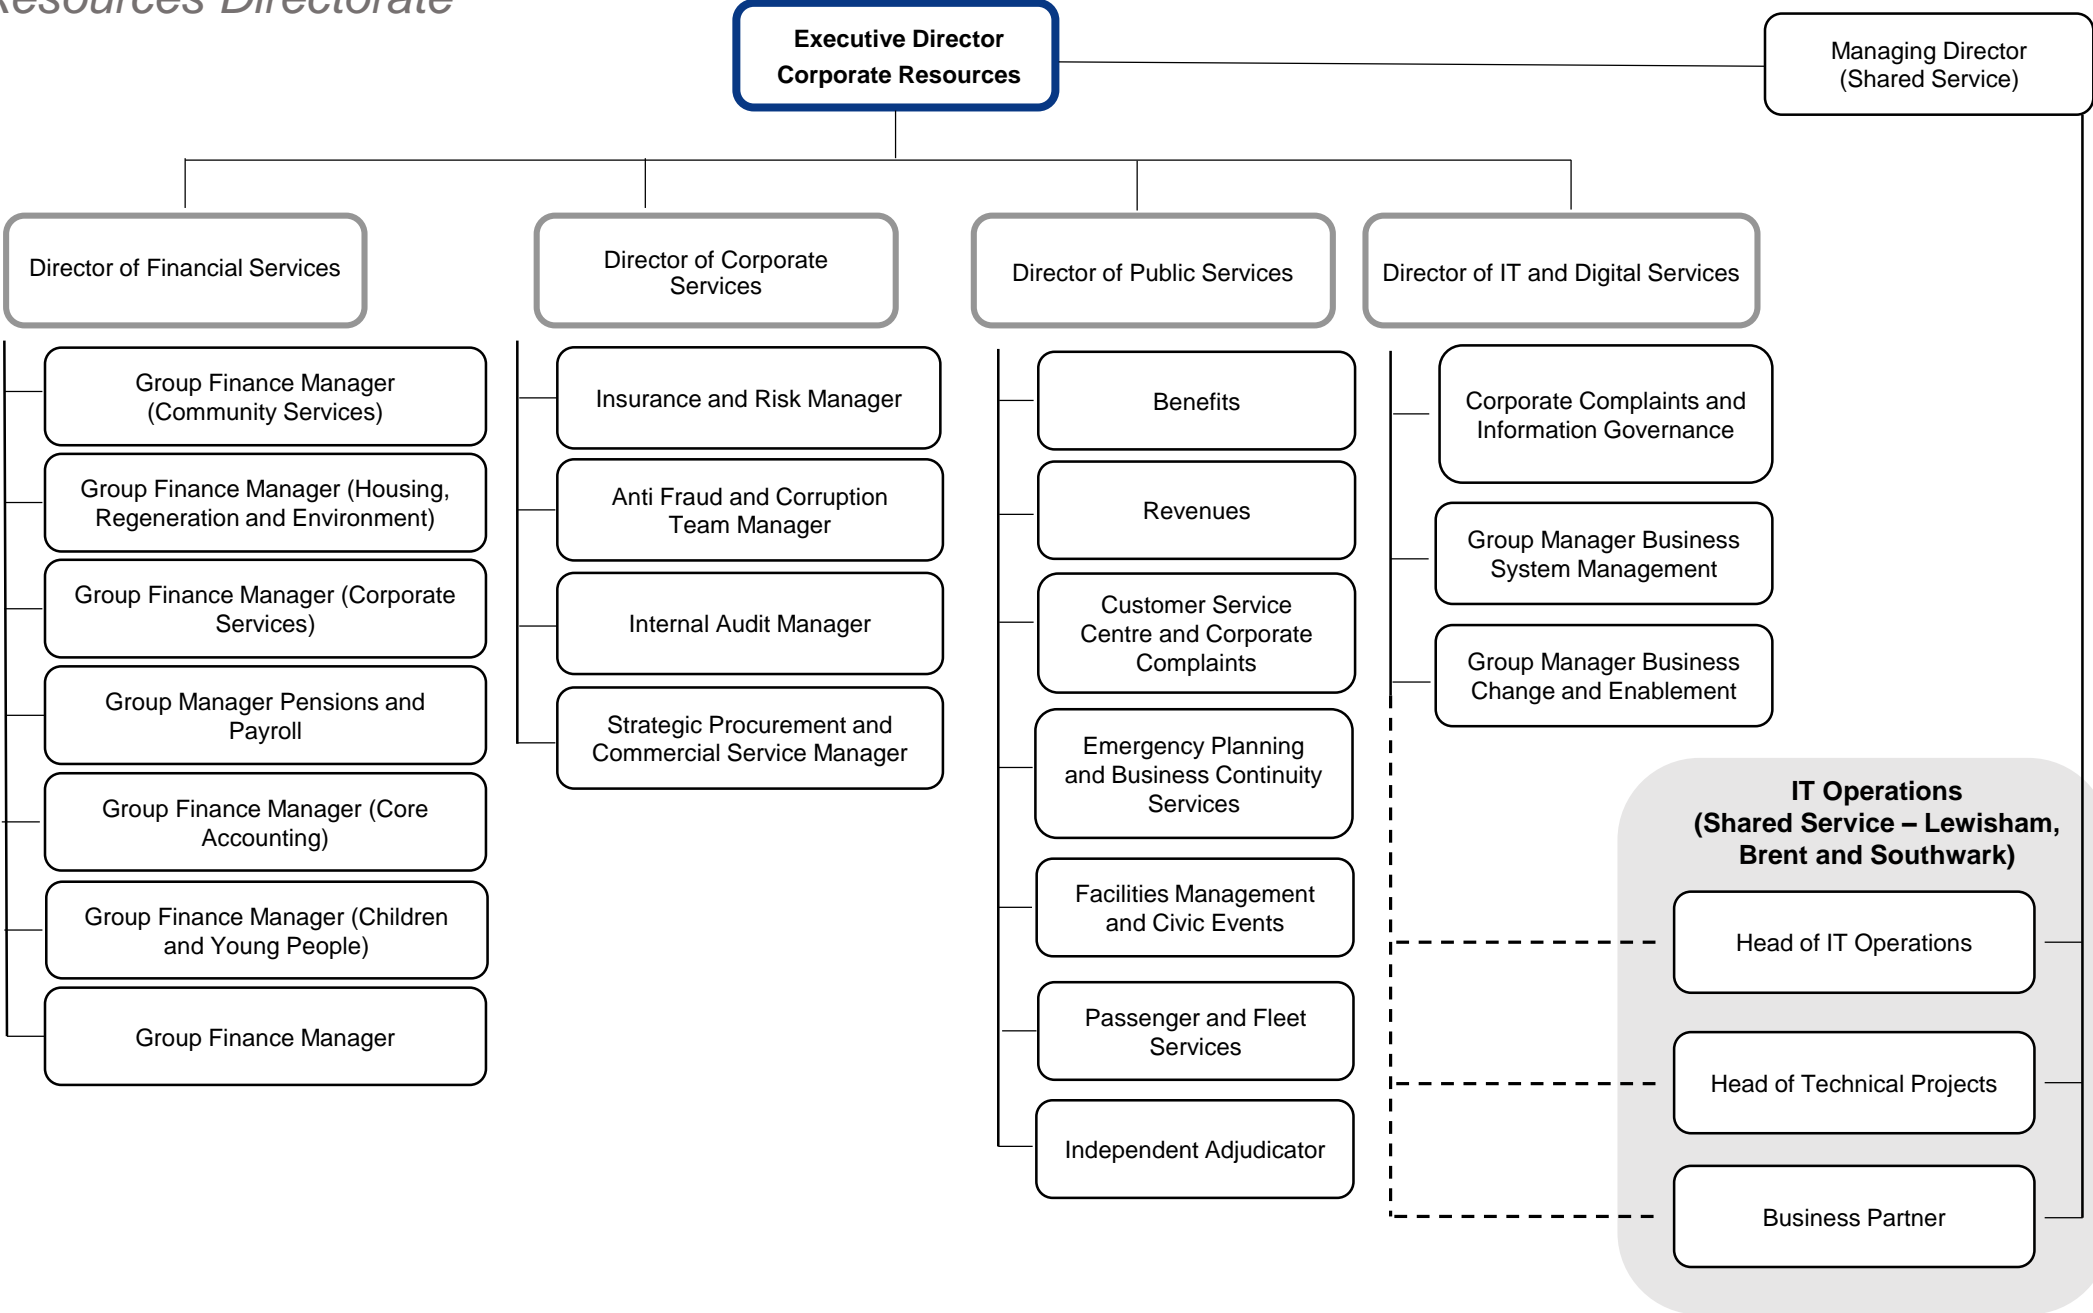 Resources Directorate
Executive Director
Corporate Resources
Managing Director
(Shared Service)
Director of Financial Services
Director of Corporate
Services
Director of Public Services
Director of IT and Digital Services
Group Finance Manager
(Community Services)
Group Finance Manager (Housing,
Regeneration and Environment)
Group Finance Manager (Corporate
Services)
Group Manager Pensions and
Payroll
Group Finance Manager (Core
Accounting)
Group Finance Manager (Children
and Young People)
Group Finance Manager
Insurance and Risk Manager
Anti Fraud and Corruption
Team Manager
Internal Audit Manager
Strategic Procurement and
Commercial Service Manager
Benefits
Revenues
Customer Service
Centre and Corporate
Complaints
Emergency Planning
and Business Continuity
Services
Facilities Management
and Civic Events
Passenger and Fleet
Services
Independent Adjudicator
Corporate Complaints and
Information Governance
Group Manager Business
System Management
Group Manager Business
Change and Enablement
IT Operations
(Shared Service – Lewisham,
Brent and Southwark)
Head of IT Operations
Head of Technical Projects
Business Partner